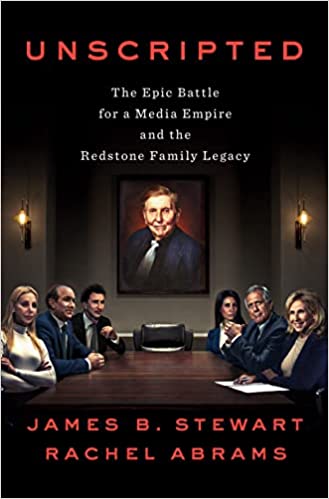 UNSCRIPTED
The Epic Battle
for a Media Empire
and the
Redstone Family Legacy
JAMES B. STEWART
RACHEL ABRAMS